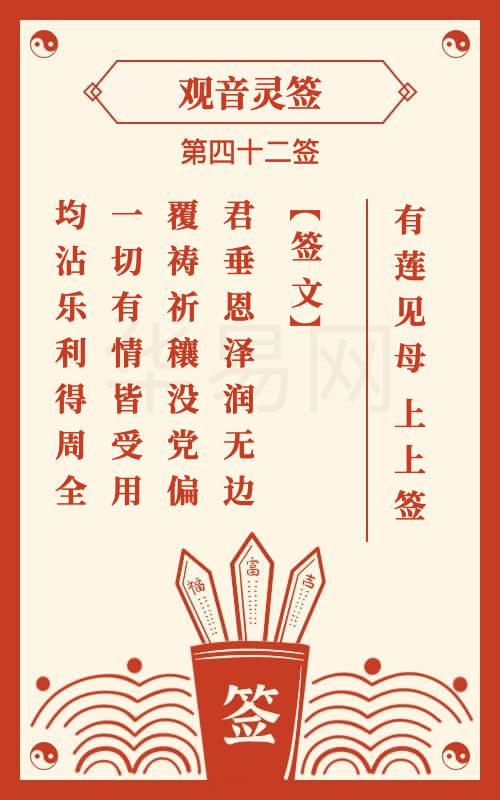 观音灵签
第四十二签
有莲见母 上上签
【签文】
君垂恩泽润无边
覆祷祈穰没党偏
一切有情皆受用
均沾乐利得周全
华易网
福
富
吉
签